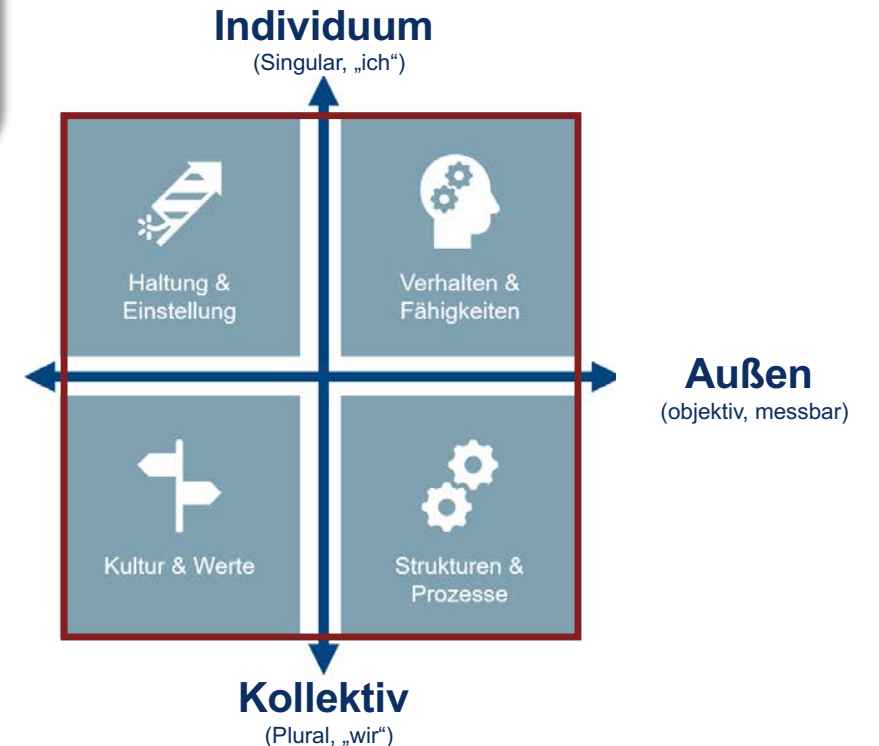 Individuum
(Singular, „ich“)
Haltung &
Einstellung
Verhalten &
Fähigkeiten
Außen
(objektiv, messbar)
Kultur & Werte
Strukturen &
Prozesse
Kollektiv
(Plural, „wir“)